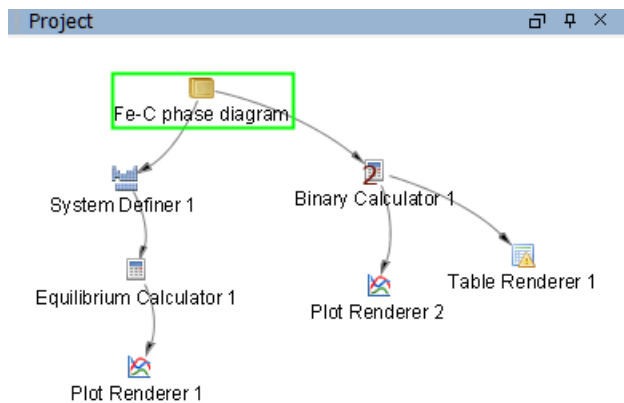 Project
Fe-C phase diagram
System Definer 1
2
Binary Calculator 1
Equilibrium Calculator 1
Plot Renderer 2
Table Renderer 1
Plot Renderer 1